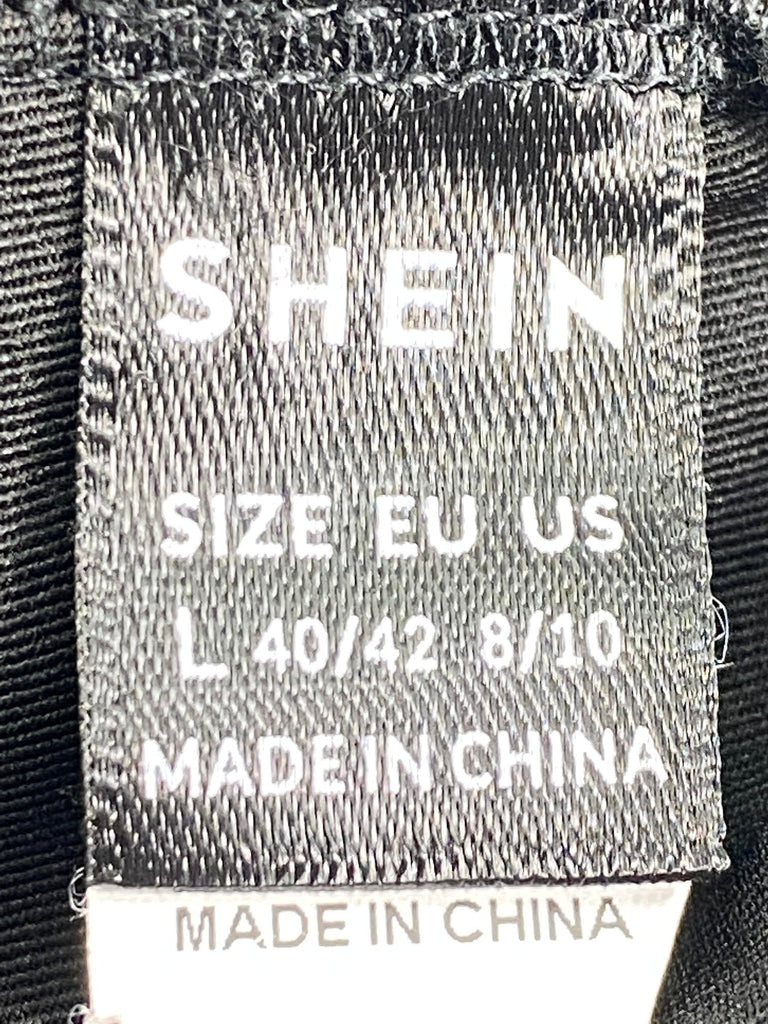 SHEIN
SIZE EU US
L 40/42 8/10
MADE IN CHINA
MADE IN CHINA